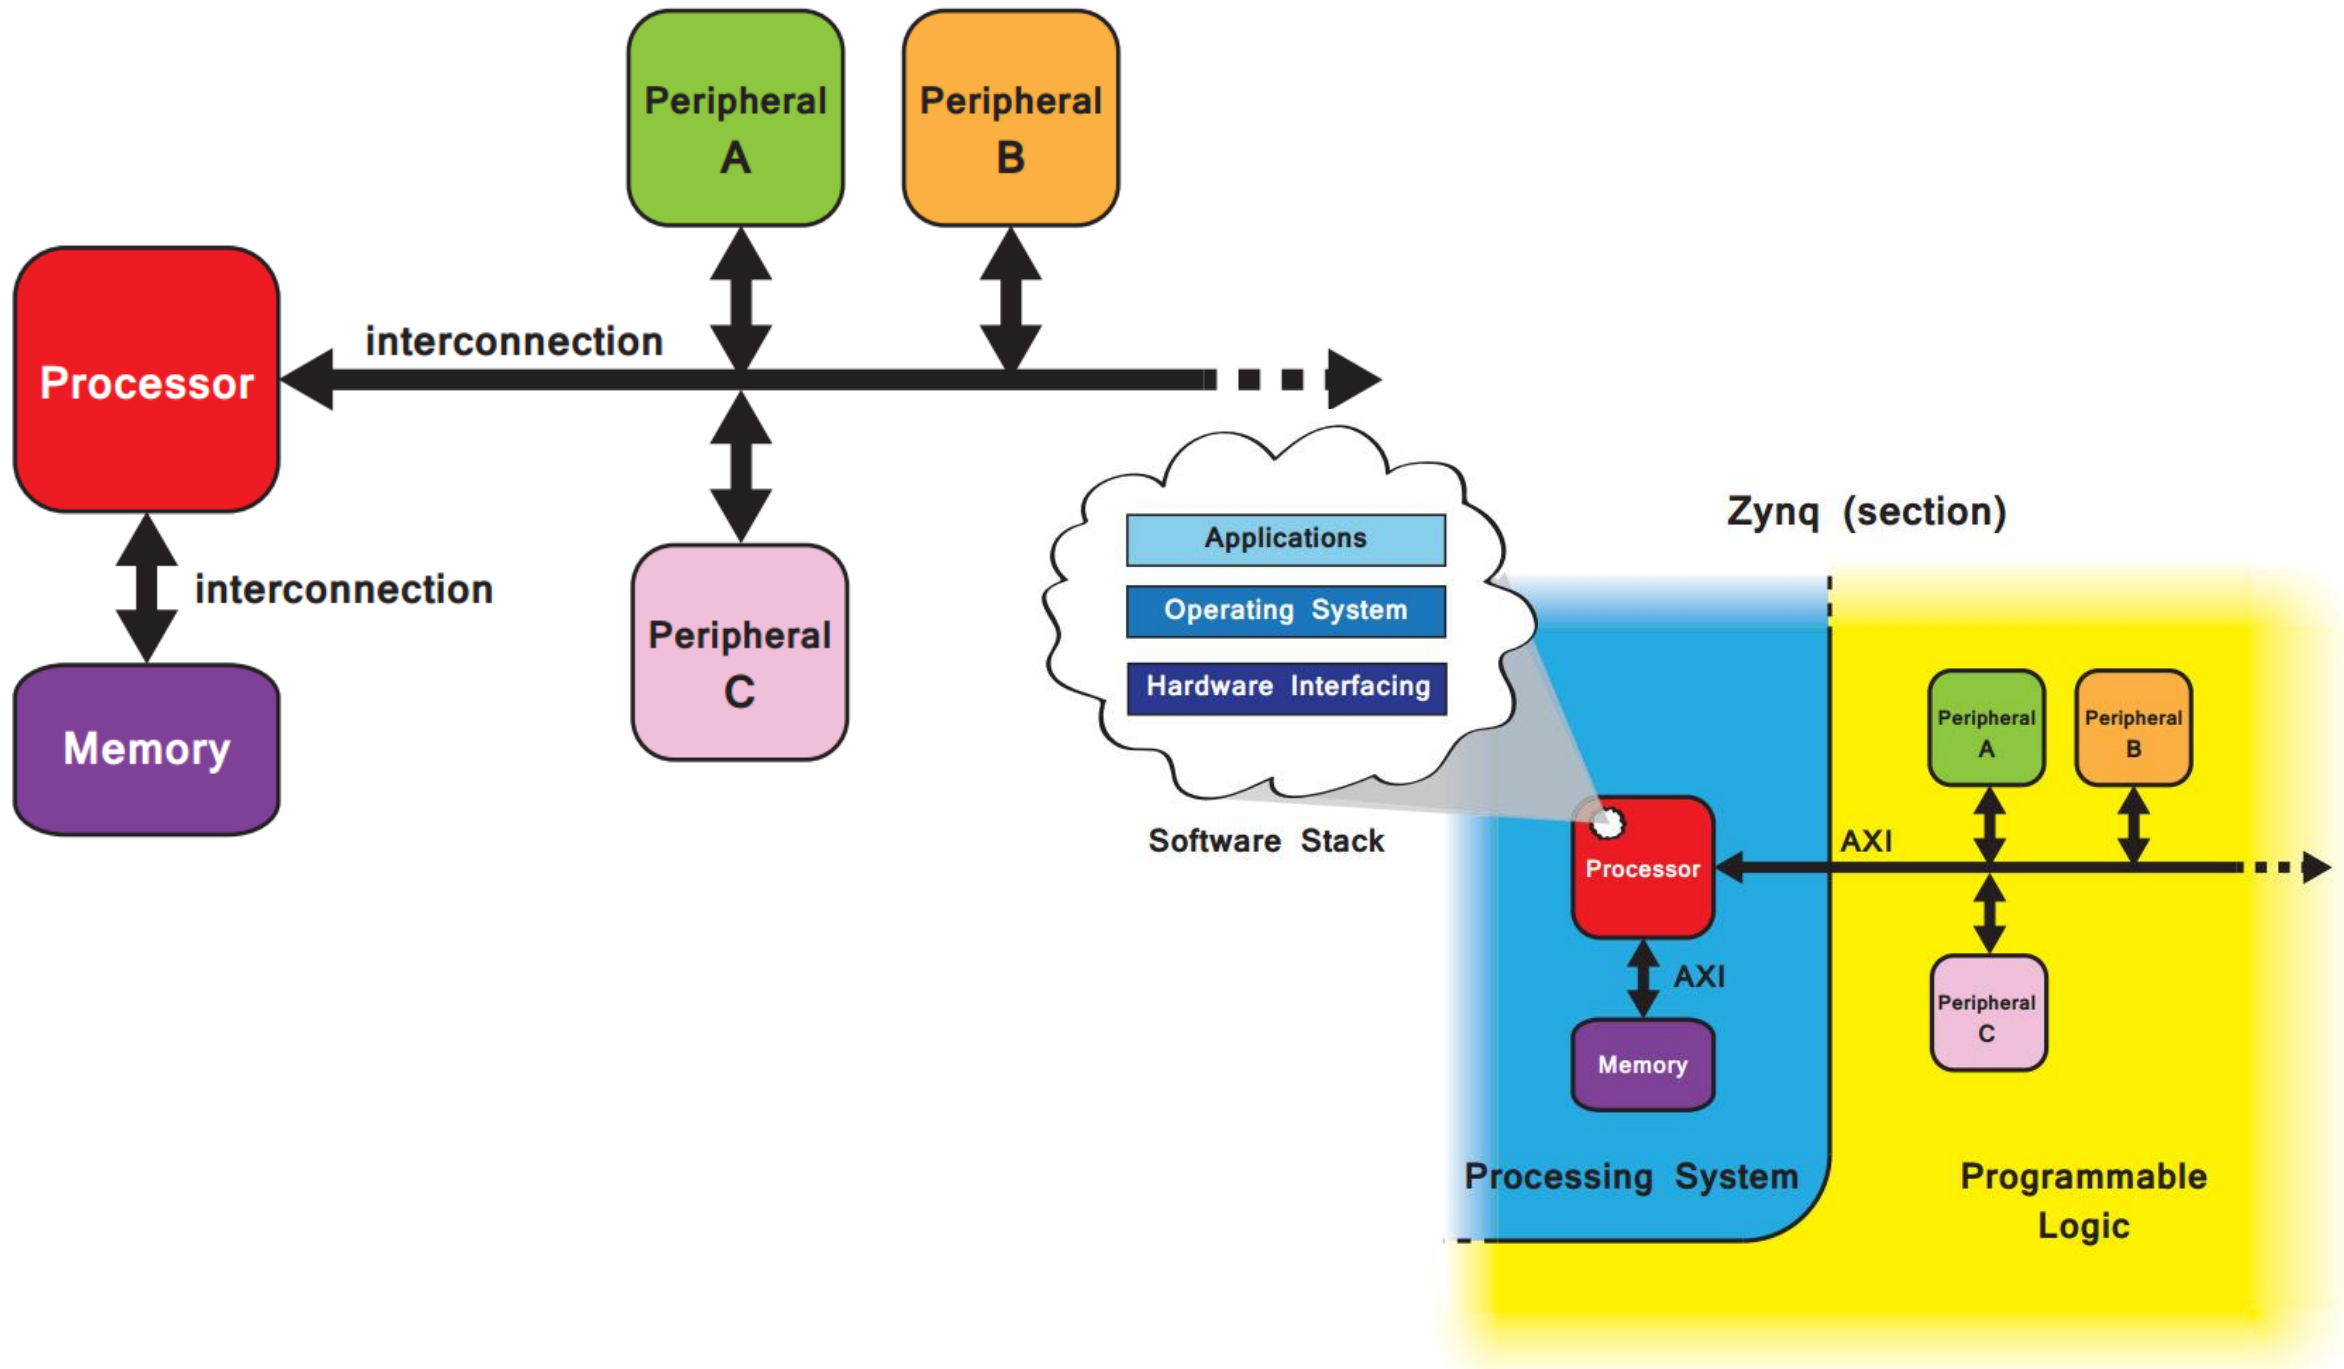 Peripheral
A
Peripheral
B
interconnection
Processor
interconnection
Memory
Peripheral
C
Applications
Operating System
Hardware Interfacing
Software Stack
Zynq (section)
Peripheral
A
Peripheral
B
AXI
Processor
AXI
Memory
Peripheral
C
Processing System
Programmable
Logic